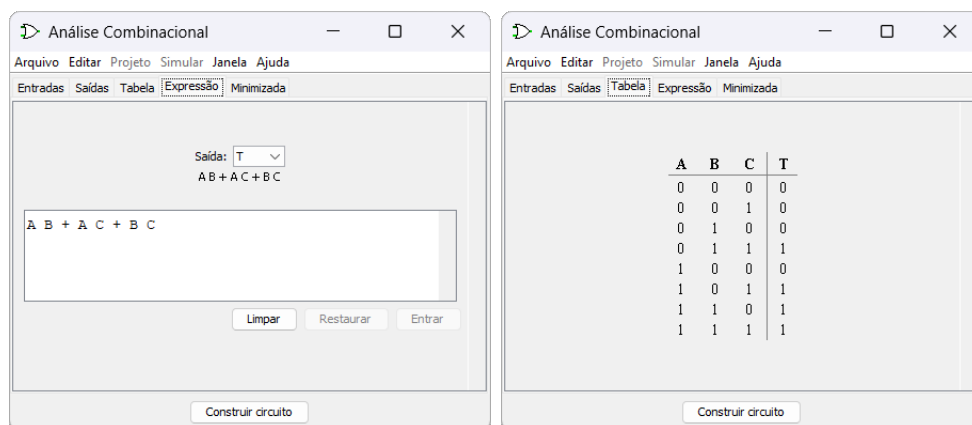 Análise Combinacional
Arquivo Editar Projeto Simular Janela Ajuda
Entradas Saídas Tabela Expressão Minimizada
Saída: T
A B + A C + B C
A B + A C + B C
Limpar Restaurar Entrar
Construir circuito
Análise Combinacional
Arquivo Editar Projeto Simular Janela Ajuda
Entradas Saídas Tabela Expressão Minimizada
A B C T
0 0 0 0
0 0 1 0
0 1 0 0
0 1 1 1
1 0 0 0
1 0 1 1
1 1 0 1
1 1 1 1
Construir circuito